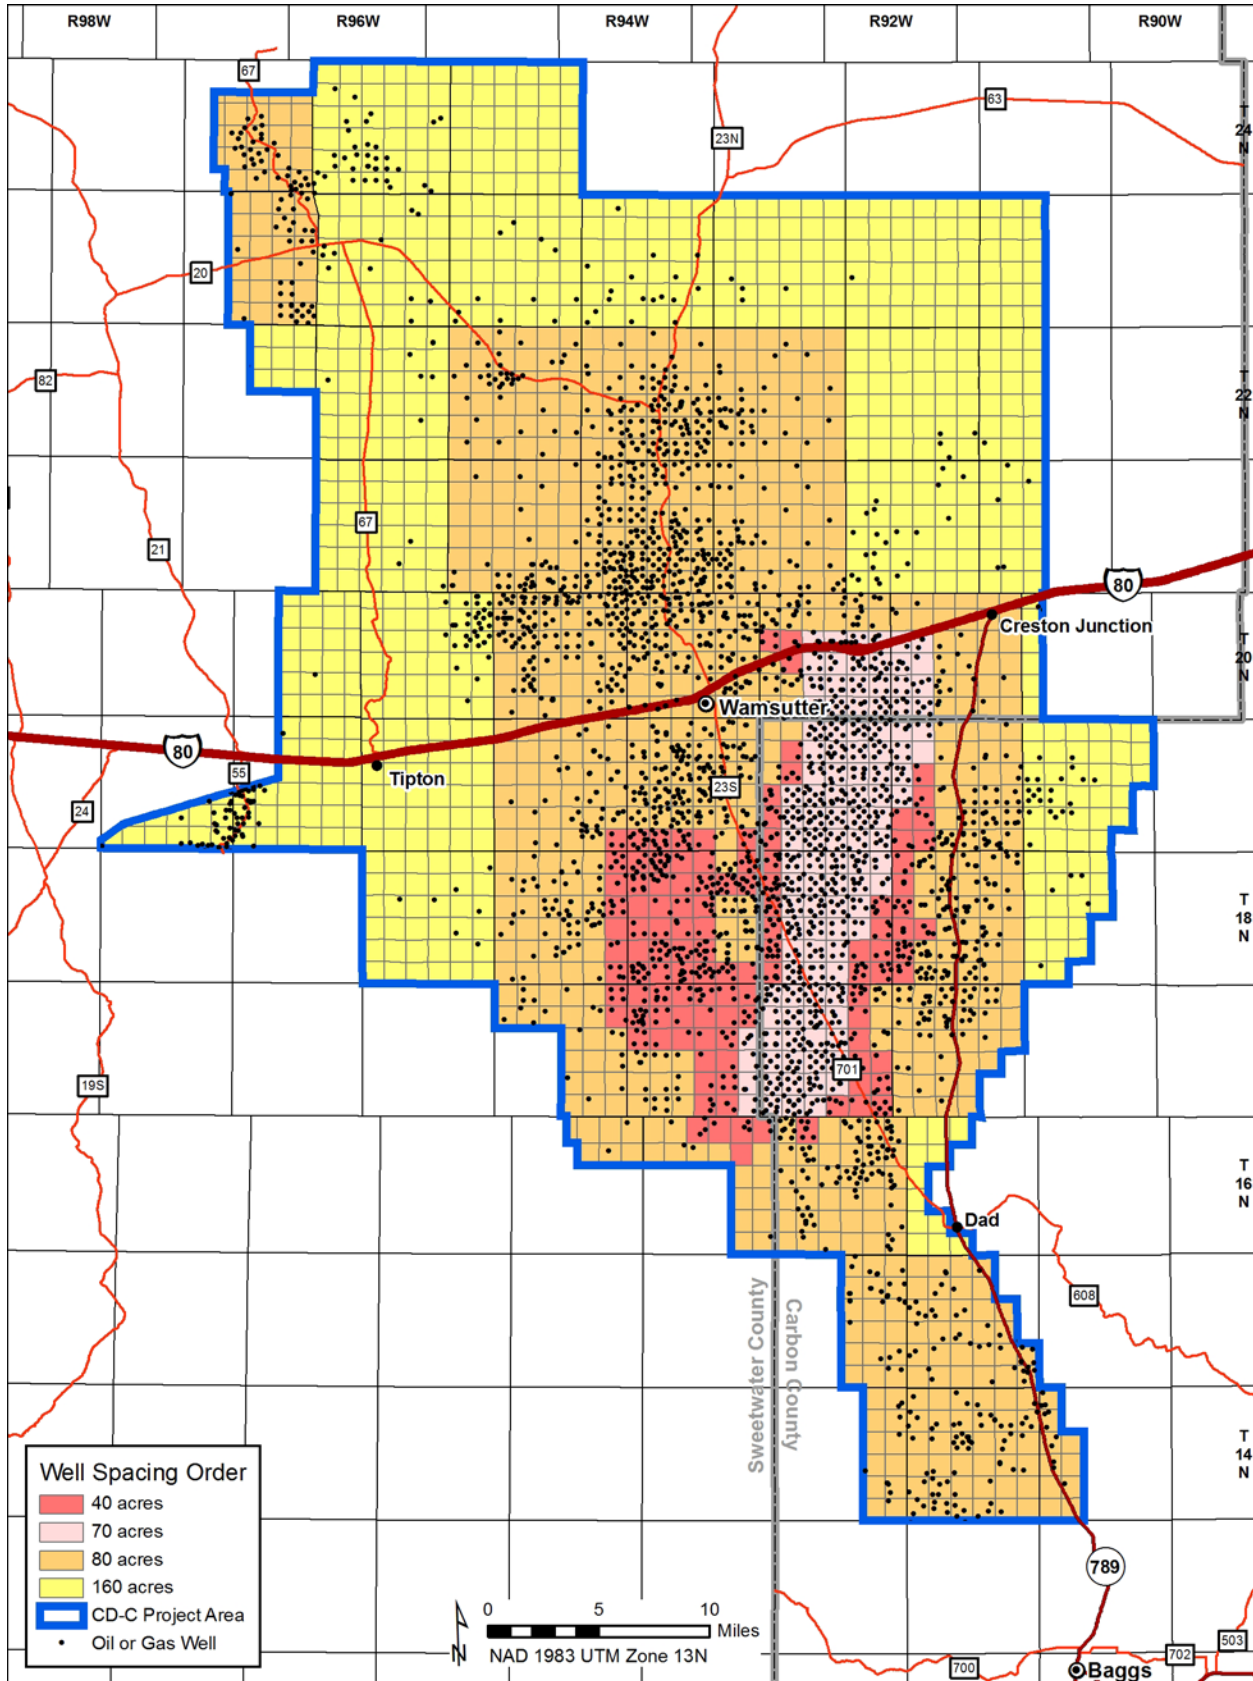 R98W
R96W
R94W
R92W
R90W
67
63
23N
T
24
N
20
82
T
22
N
67
21
80
Creston Junction
T
20
N
Wamsutter
80
55
Tipton
23S
24
T
18
N
19S
701
T
16
N
Dad
608
Sweetwater County
Carbon County
T
14
N
Well Spacing Order
40 acres
70 acres
80 acres
160 acres
CD-C Project Area
Oil or Gas Well
N
0 5 10
Miles
NAD 1983 UTM Zone 13N
789
503
702
700
Baggs